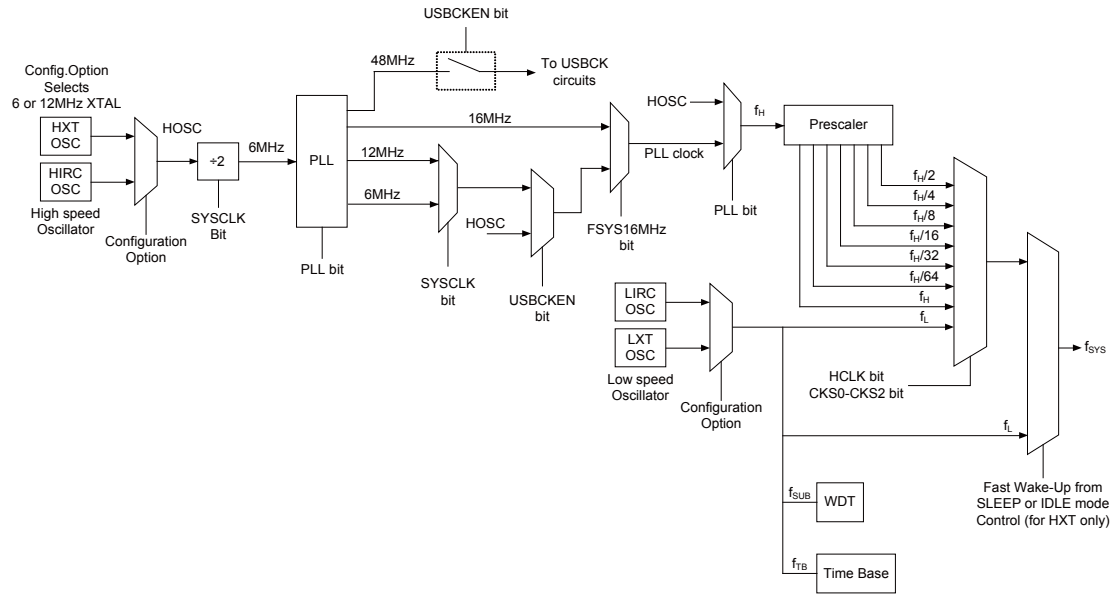 USBCKEN bit
48MHz
To USBCK
circuits
Config.Option
Selects
6 or 12MHz XTAL
HXT
OSC
HIRC
OSC
High speed
Oscillator
Configuration
Option
HOSC
÷2
SYSCLK
Bit
6MHz
PLL
PLL bit
16MHz
12MHz
6MHz
SYSCLK
bit
HOSC
USBCKEN
bit
FSYS16MHz
bit
PLL clock
HOSC
PLL bit
fH
Prescaler
fH/2
fH/4
fH/8
fH/16
fH/32
fH/64
fH
fL
HCLK bit
CKS0-CKS2 bit
LIRC
OSC
LXT
OSC
Low speed
Oscillator
Configuration
Option
fL
fSYS
Fast Wake-Up from
SLEEP or IDLE mode
Control (for HXT only)
fSUB
WDT
fTB
Time Base